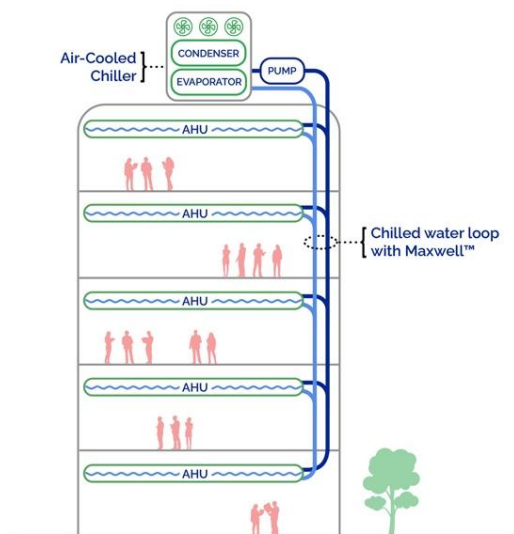 CONDENSER
Air-Cooled
Chiller
PUMP
EVAPORATOR
AHU
AHU
Chilled water loop
with Maxwell™
AHU
AHU
AHU